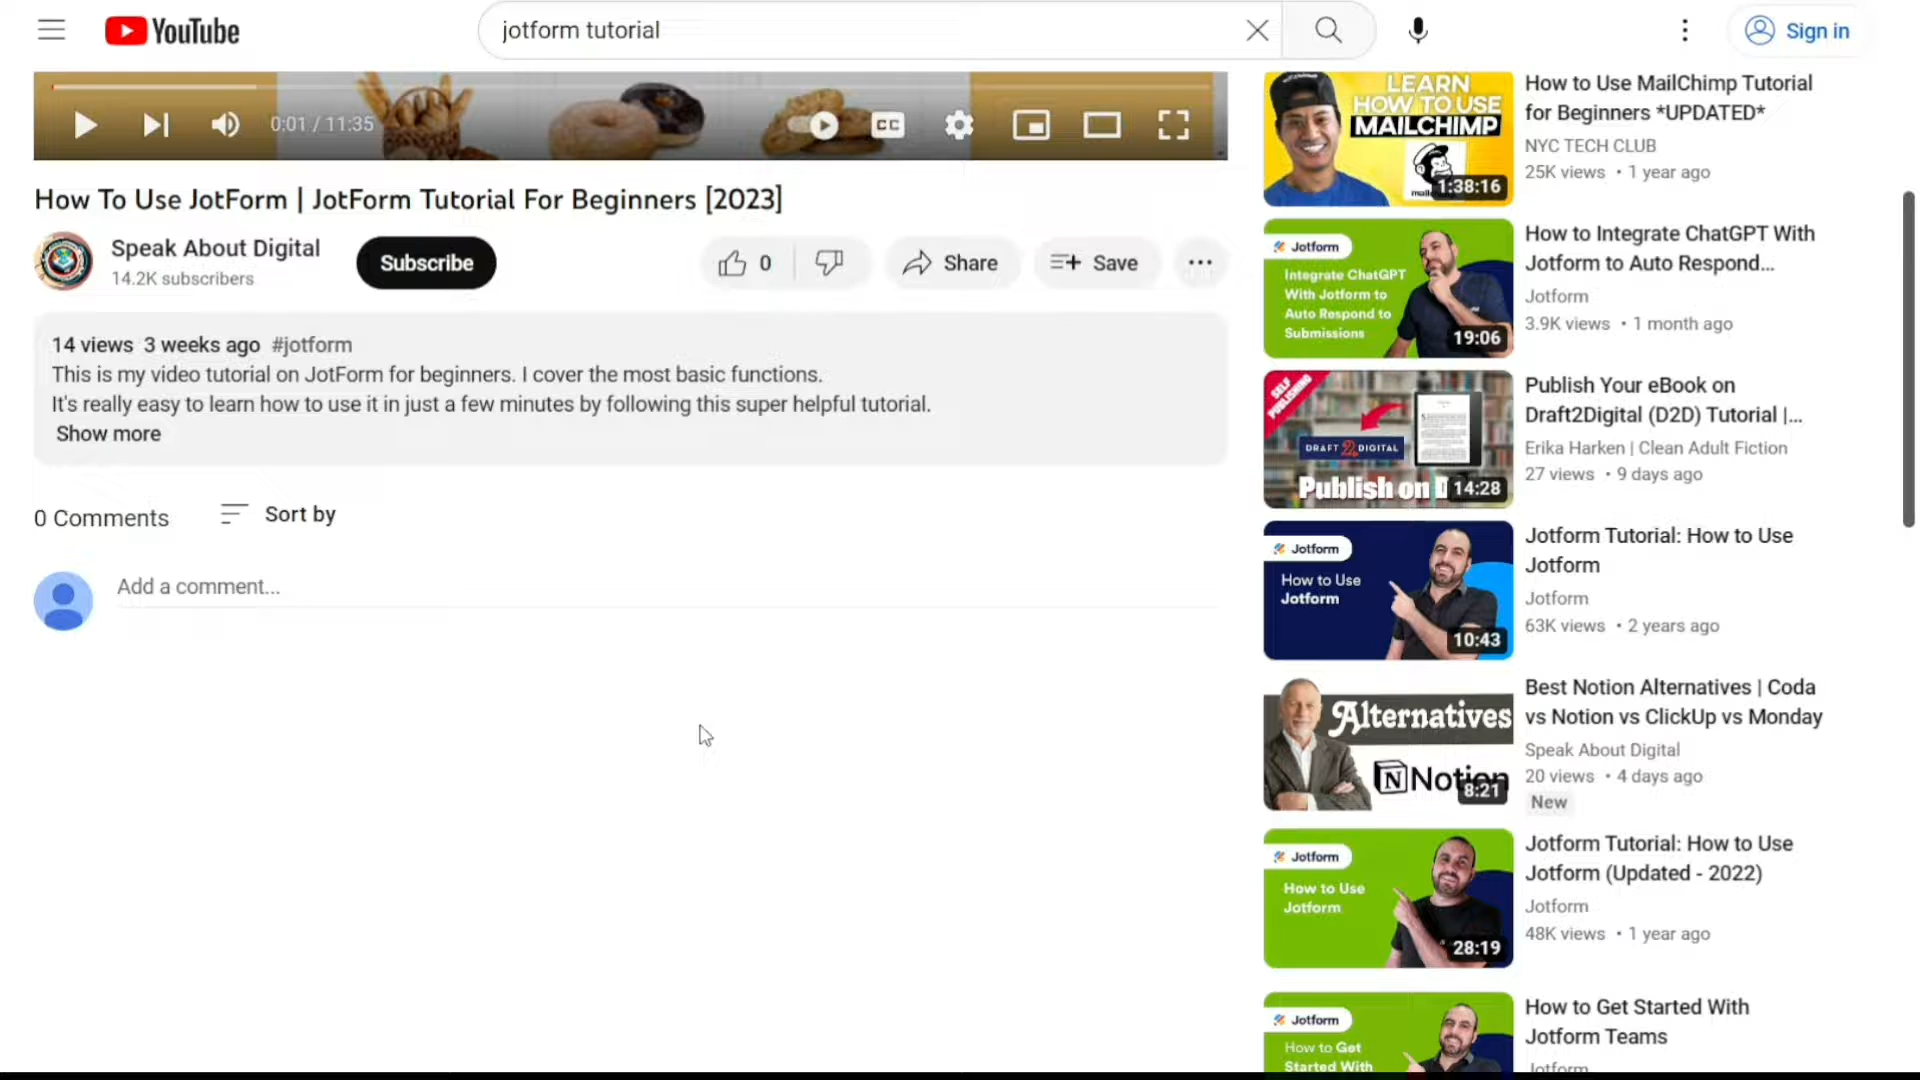 YouTube
jotform tutorial
Sign in
0:01 / 11:35
CC
How To Use JotForm | JotForm Tutorial For Beginners [2023]
Speak About Digital
14.2K subscribers
Subscribe
0
Share
Save
14 views 3 weeks ago #jotform
This is my video tutorial on JotForm for beginners. I cover the most basic functions.
It's really easy to learn how to use it in just a few minutes by following this super helpful tutorial.
Show more
0 Comments
Sort by
Add a comment...
LEARN
HOW TO USE
MAILCHIMP
1:38:16
How to Use MailChimp Tutorial
for Beginners *UPDATED*
NYC TECH CLUB
25K views • 1 year ago
Jotform
Integrate ChatGPT
With Jotform to
Auto Respond to
Submissions
19:06
How to Integrate ChatGPT With
Jotform to Auto Respond...
Jotform
3.9K views • 1 month ago
SELF
PUBLISHING
DRAFT 2 DIGITAL
Publish on
14:28
Publish Your eBook on
Draft2Digital (D2D) Tutorial |...
Erika Harken | Clean Adult Fiction
27 views • 9 days ago
Jotform
How to Use
Jotform
10:43
Jotform Tutorial: How to Use
Jotform
Jotform
63K views • 2 years ago
Alternatives
Notion
8:21
Best Notion Alternatives | Coda
vs Notion vs ClickUp vs Monday
Speak About Digital
20 views • 4 days ago
New
Jotform
How to Use
Jotform
28:19
Jotform Tutorial: How to Use
Jotform (Updated - 2022)
Jotform
48K views • 1 year ago
Jotform
How to Get
Started With
How to Get Started With
Jotform Teams
Jotform